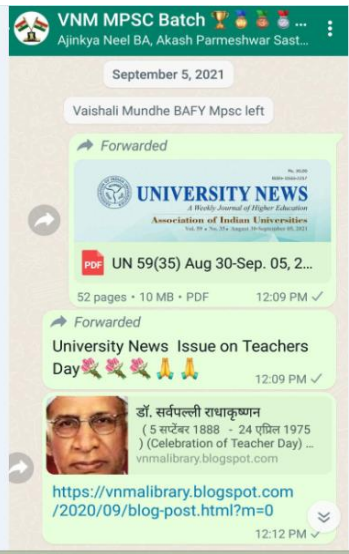 VNM MPSC Batch 🏆🥇🥉🥈...
Ajinkya Neel BA, Akash Parmeshwar Sast...
September 5, 2021
Vaishali Mundhe BAFY Mpsc left
Forwarded
UNIVERSITY NEWS
A Weekly Journal of Higher Education
Association of Indian Universities
PDF UN 59(35) Aug 30-Sep. 05, 2...
52 pages • 10 MB • PDF 12:09 PM ✓
Forwarded
University News Issue on Teachers
Day💐💐💐🙏🙏
12:09 PM ✓
डॉ. सर्वपल्ली राधाकृष्णन
( 5 सप्टेंबर 1888 - 24 एप्रिल 1975
) (Celebration of Teacher Day) ...
vnmalibrary.blogspot.com
https://vnmalibrary.blogspot.com
/2020/09/blog-post.html?m=0
12:12 PM ✓